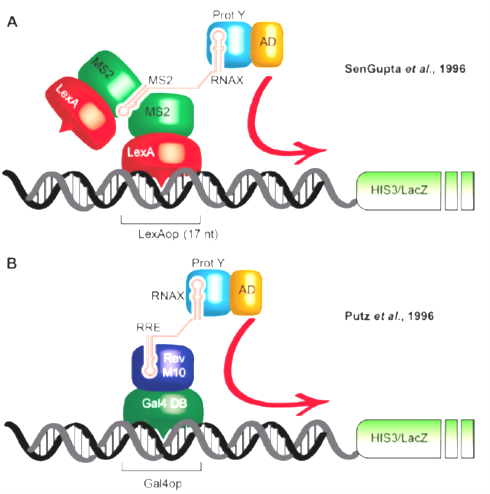 A
Prot Y
AD
MS2
MS2
RNAX
SenGupta et al., 1996
LexA
MS2
LexA
HIS3/LacZ
LexAop (17 nt)
B
Prot Y
RNAX
AD
Putz et al., 1996
RRE
Rev
M10
Gal4 DB
HIS3/LacZ
Gal4op